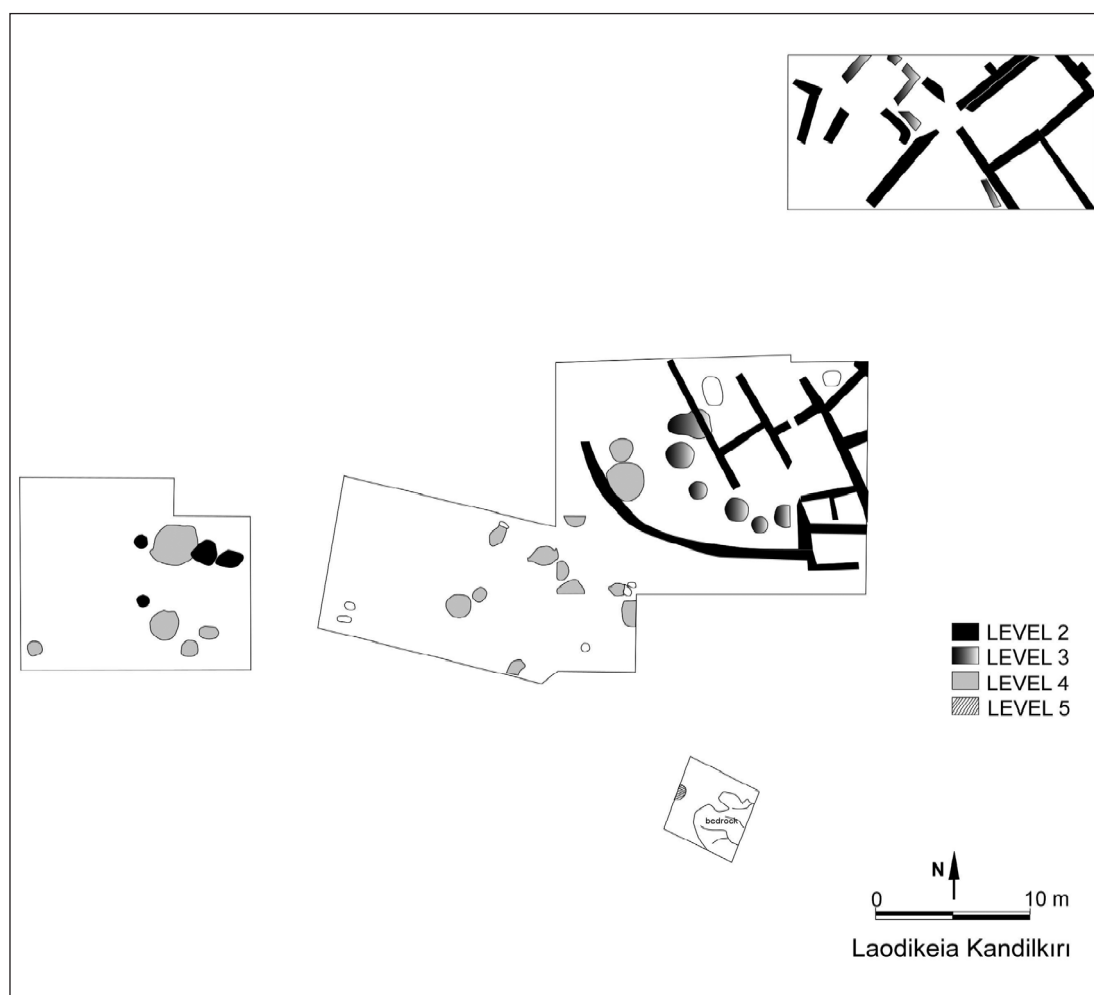 LEVEL 2
LEVEL 3
LEVEL 4
LEVEL 5
bedrock
N
0 10 m
Laodikeia Kandilkırı